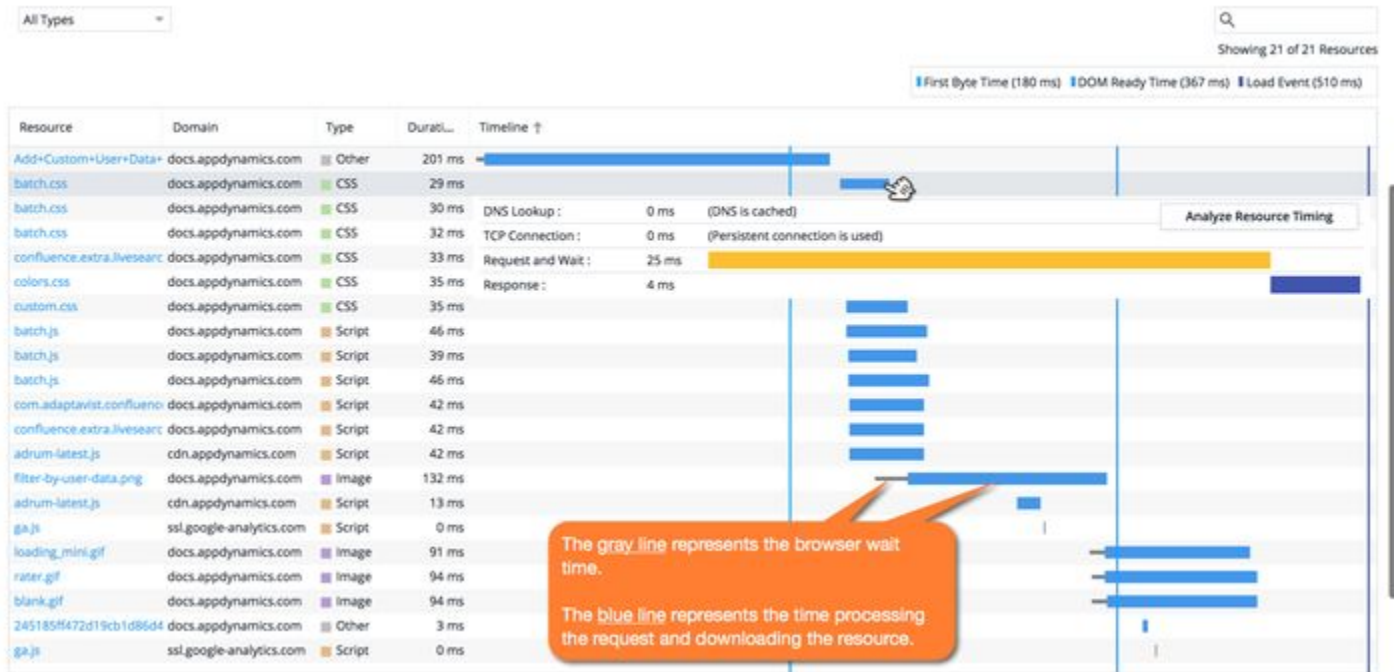 All Types
Showing 21 of 21 Resources
First Byte Time (180 ms) DOM Ready Time (367 ms) Load Event (510 ms)
Resource Domain Type Durati... Timeline ↑
Add+Custom+User+Data+ docs.appdynamics.com Other 201 ms
batch.css docs.appdynamics.com CSS 29 ms
batch.css docs.appdynamics.com CSS 30 ms DNS Lookup : 0 ms (DNS is cached) Analyze Resource Timing
batch.css docs.appdynamics.com CSS 32 ms TCP Connection : 0 ms (Persistent connection is used)
confluence.extra.livesearc docs.appdynamics.com CSS 33 ms Request and Wait : 25 ms
colors.css docs.appdynamics.com CSS 35 ms Response : 4 ms
custom.css docs.appdynamics.com CSS 35 ms
batch.js docs.appdynamics.com Script 46 ms
batch.js docs.appdynamics.com Script 39 ms
batch.js docs.appdynamics.com Script 46 ms
com.adaptavist.confluenc docs.appdynamics.com Script 42 ms
confluence.extra.livesearc docs.appdynamics.com Script 42 ms
adrum-latest.js cdn.appdynamics.com Script 42 ms
filter-by-user-data.png docs.appdynamics.com Image 132 ms
adrum-latest.js cdn.appdynamics.com Script 13 ms
ga.js ssl.google-analytics.com Script 0 ms
loading_mini.gif docs.appdynamics.com Image 91 ms
rater.gif docs.appdynamics.com Image 94 ms
blank.gif docs.appdynamics.com Image 94 ms
245185ff472d19cb1d86d4 docs.appdynamics.com Other 3 ms
ga.js ssl.google-analytics.com Script 0 ms
The gray line represents the browser wait
time.
The blue line represents the time processing
the request and downloading the resource.